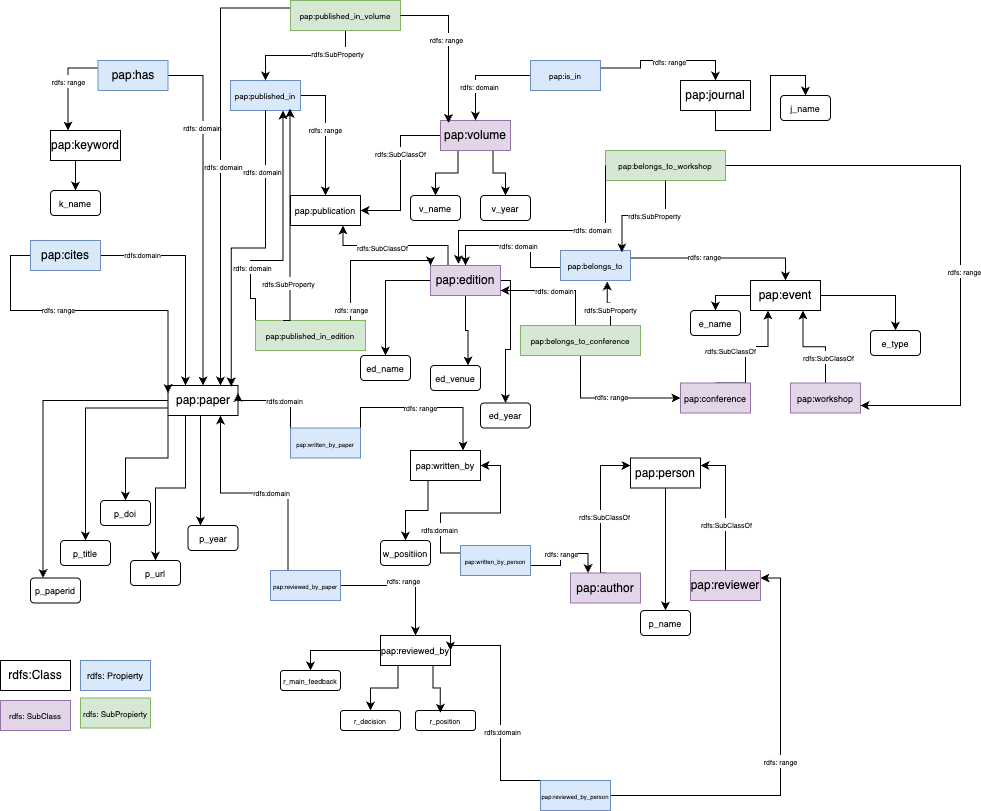 pap:published_in_volume
rdfs: range
rdfs:SubProperty
pap:has
rdfs: range
rdfs: domain
pap:published_in
rdfs: range
pap:is_in
rdfs: range
rdfs: domain
pap:journal
j_name
pap:keyword
k_name
rdfs: domain
rdfs: domain
pap:volume
rdfs:SubClassOf
v_name
v_year
pap:publication
pap:belongs_to_workshop
rdfs:SubProperty
rdfs: domain
rdfs: range
pap:cites
rdfs:domain
rdfs: range
rdfs: domain
rdfs:SubProperty
rdfs:SubClassOf
rdfs: domain
pap:belongs_to
rdfs: range
pap:edition
rdfs: range
rdfs: domain
pap:event
e_name
e_type
rdfs:SubProperty
pap:published_in_edition
pap:belongs_to_conference
rdfs:SubClassOf
rdfs:SubClassOf
ed_name
ed_venue
ed_year
rdfs: range
pap:conference
pap:workshop
pap:paper
rdfs:domain
rdfs: range
pap:written_by_paper
pap:written_by
pap:person
p_doi
p_title
p_url
p_year
p_paperid
rdfs:domain
w_positiion
rdfs:domain
pap:written_by_person
rdfs: range
rdfs:SubClassOf
rdfs:SubClassOf
pap:author
pap:reviewer
p_name
pap:reviewed_by_paper
rdfs: range
pap:reviewed_by
r_main_feedback
r_decision
r_position
rdfs:domain
rdfs: range
pap:reviewed_by_person
rdfs:Class
rdfs: Propierty
rdfs: SubClass
rdfs: SubPropierty